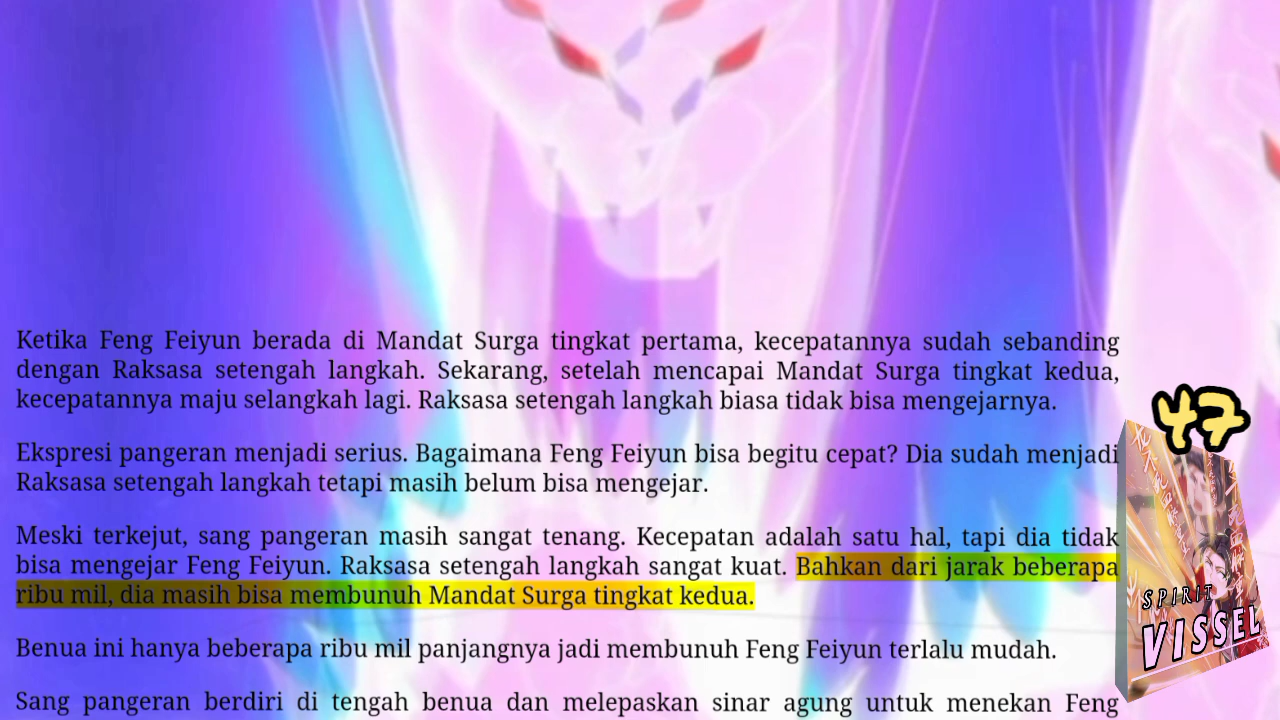 Ketika Feng Feiyun berada di Mandat Surga tingkat pertama, kecepatannya sudah sebanding
dengan Raksasa setengah langkah. Sekarang, setelah mencapai Mandat Surga tingkat kedua,
kecepatannya maju selangkah lagi. Raksasa setengah langkah biasa tidak bisa mengejarnya.
Ekspresi pangeran menjadi serius. Bagaimana Feng Feiyun bisa begitu cepat? Dia sudah menjadi
Raksasa setengah langkah tetapi masih belum bisa mengejar.
Meski terkejut, sang pangeran masih sangat tenang. Kecepatan adalah satu hal, tapi dia tidak
bisa mengejar Feng Feiyun. Raksasa setengah langkah sangat kuat. Bahkan dari jarak beberapa
ribu mil, dia masih bisa membunuh Mandat Surga tingkat kedua.
Benua ini hanya beberapa ribu mil panjangnya jadi membunuh Feng Feiyun terlalu mudah.
Sang pangeran berdiri di tengah benua dan melepaskan sinar agung untuk menekan Feng
47
SPIRIT
VISSEL